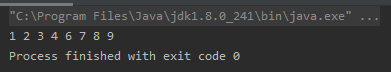 "C:\Program Files\Java\jdk1.8.0_241\bin\java.exe" ...
1 2 3 4 6 7 8 9
Process finished with exit code 0